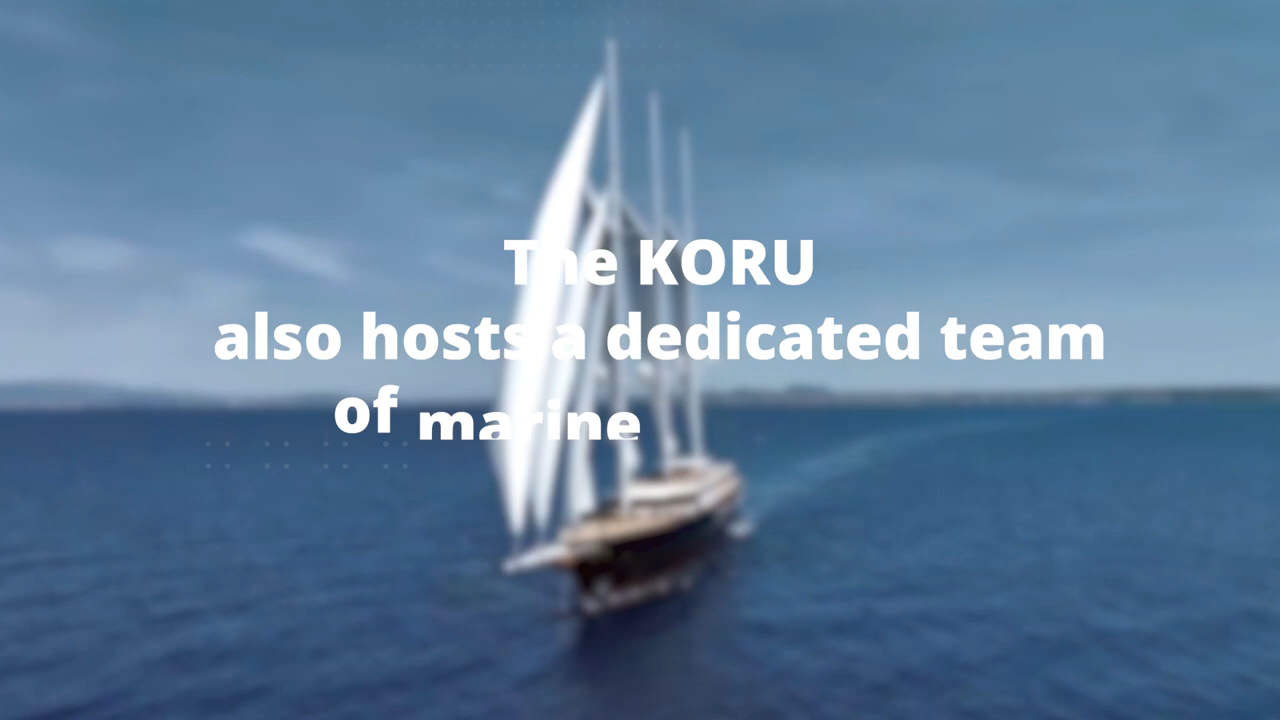 The KORU
also hosts a dedicated team
of marine